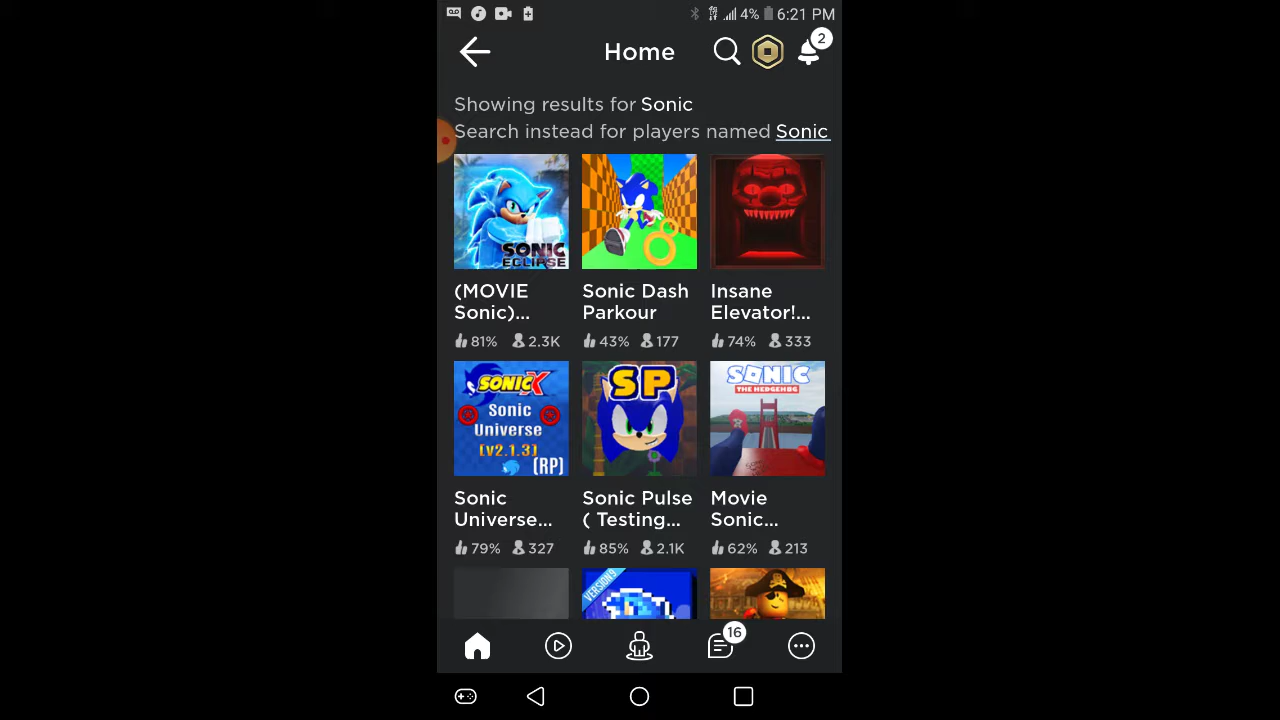 4% 6:21 PM
Home
2
Showing results for Sonic
Search instead for players named Sonic
SONIC
ECLIPSE
(MOVIE
Sonic)...
81% 2.3K
Sonic Dash
Parkour
43% 177
Insane
Elevator!...
74% 333
SONIC X
Sonic
Universe
[v2.1.3]
(RP)
SP
SONIC
THE HEDGEHOG
Sonic
Universe...
79% 327
Sonic Pulse
( Testing...
85% 2.1K
Movie
Sonic...
62% 213
VERSION 9
16